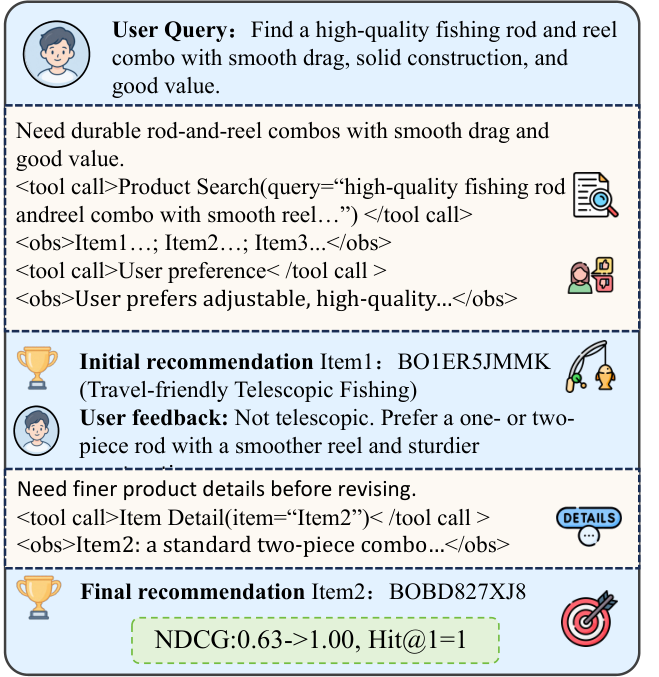 User Query：Find a high-quality fishing rod and reel
combo with smooth drag, solid construction, and
good value.
Need durable rod-and-reel combos with smooth drag and
good value.
<tool call>Product Search(query=“high-quality fishing rod
andreel combo with smooth reel…”) </tool call>
<obs>Item1…; Item2…; Item3...</obs>
<tool call>User preference< /tool call >
<obs>User prefers adjustable, high-quality…</obs>
Initial recommendation Item1：BO1ER5JMMK
(Travel-friendly Telescopic Fishing)
User feedback: Not telescopic. Prefer a one- or two-
piece rod with a smoother reel and sturdier
Need finer product details before revising.
<tool call>Item Detail(item=“Item2”)< /tool call >
DETAILS
<obs>Item2: a standard two-piece combo…</obs>
Final recommendation Item2：BOBD827XJ8
NDCG:0.63->1.00, Hit@1=1